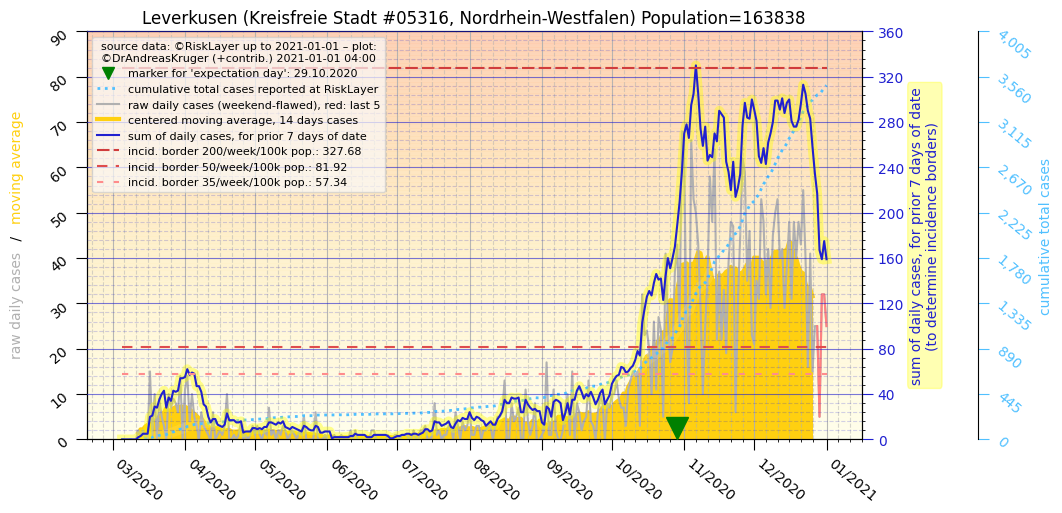 Leverkusen (Kreisfreie Stadt #05316, Nordrhein-Westfalen) Population=163838
source data: ©RiskLayer up to 2021-01-01 – plot:
©DrAndreasKruger (+contrib.) 2021-01-01 04:00
marker for 'expectation day': 29.10.2020
cumulative total cases reported at RiskLayer
raw daily cases (weekend-flawed), red: last 5
centered moving average, 14 days cases
sum of daily cases, for prior 7 days of date
incid. border 200/week/100k pop.: 327.68
incid. border 50/week/100k pop.: 81.92
incid. border 35/week/100k pop.: 57.34
raw daily cases / moving average
90
80
70
60
50
40
30
20
10
0
03/2020
04/2020
05/2020
06/2020
07/2020
08/2020
09/2020
10/2020
11/2020
12/2020
01/2021
360
320
280
240
200
160
120
80
40
0
sum of daily cases, for prior 7 days of date
(to determine incidence borders)
4,005
3,560
3,115
2,670
2,225
1,780
1,335
890
445
0
cumulative total cases